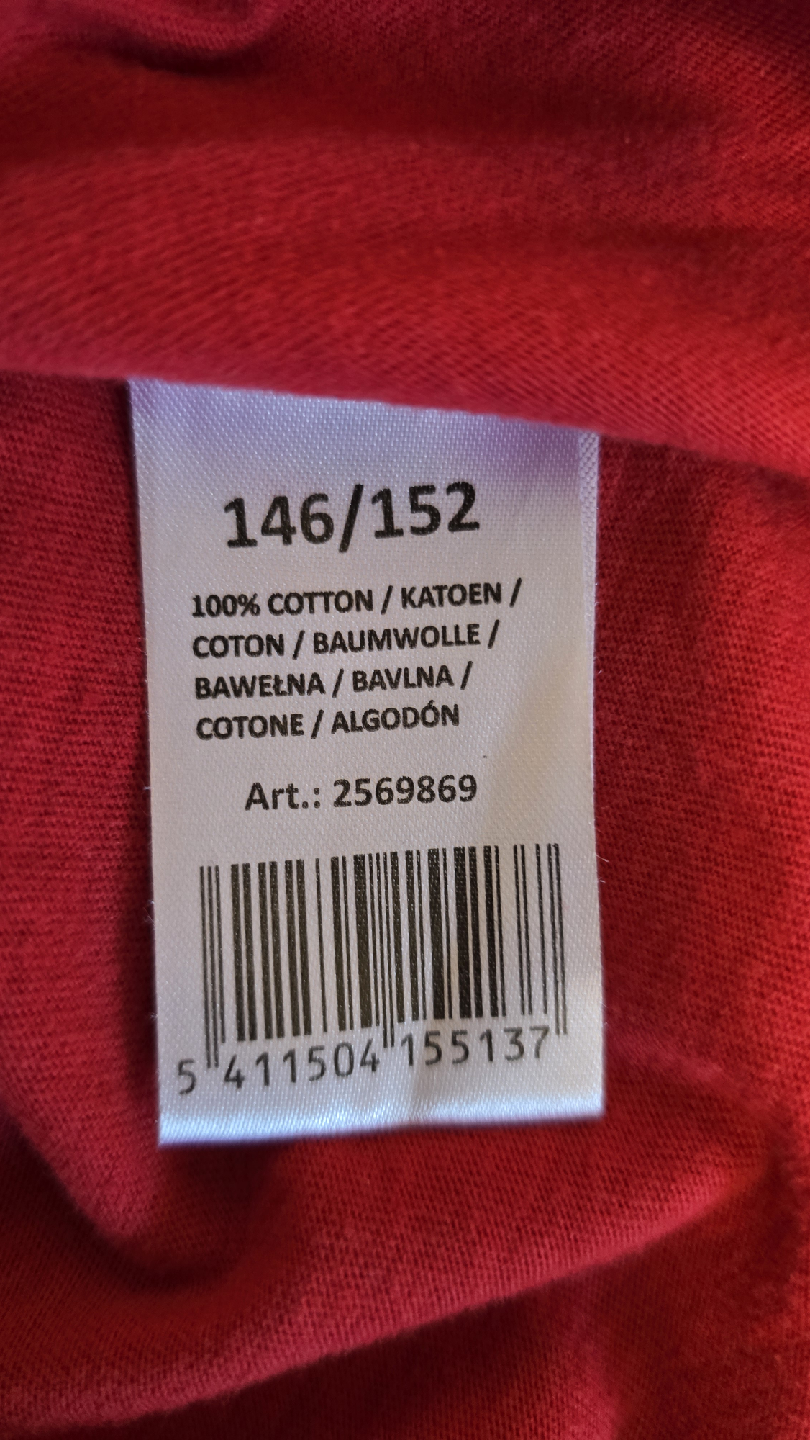 146/152
100% COTTON / KATOEN /
COTON / BAUMWOLLE /
BAWEŁNA / BAVLNA /
COTONE / ALGODÓN
Art.: 2569869
5 411504 155137